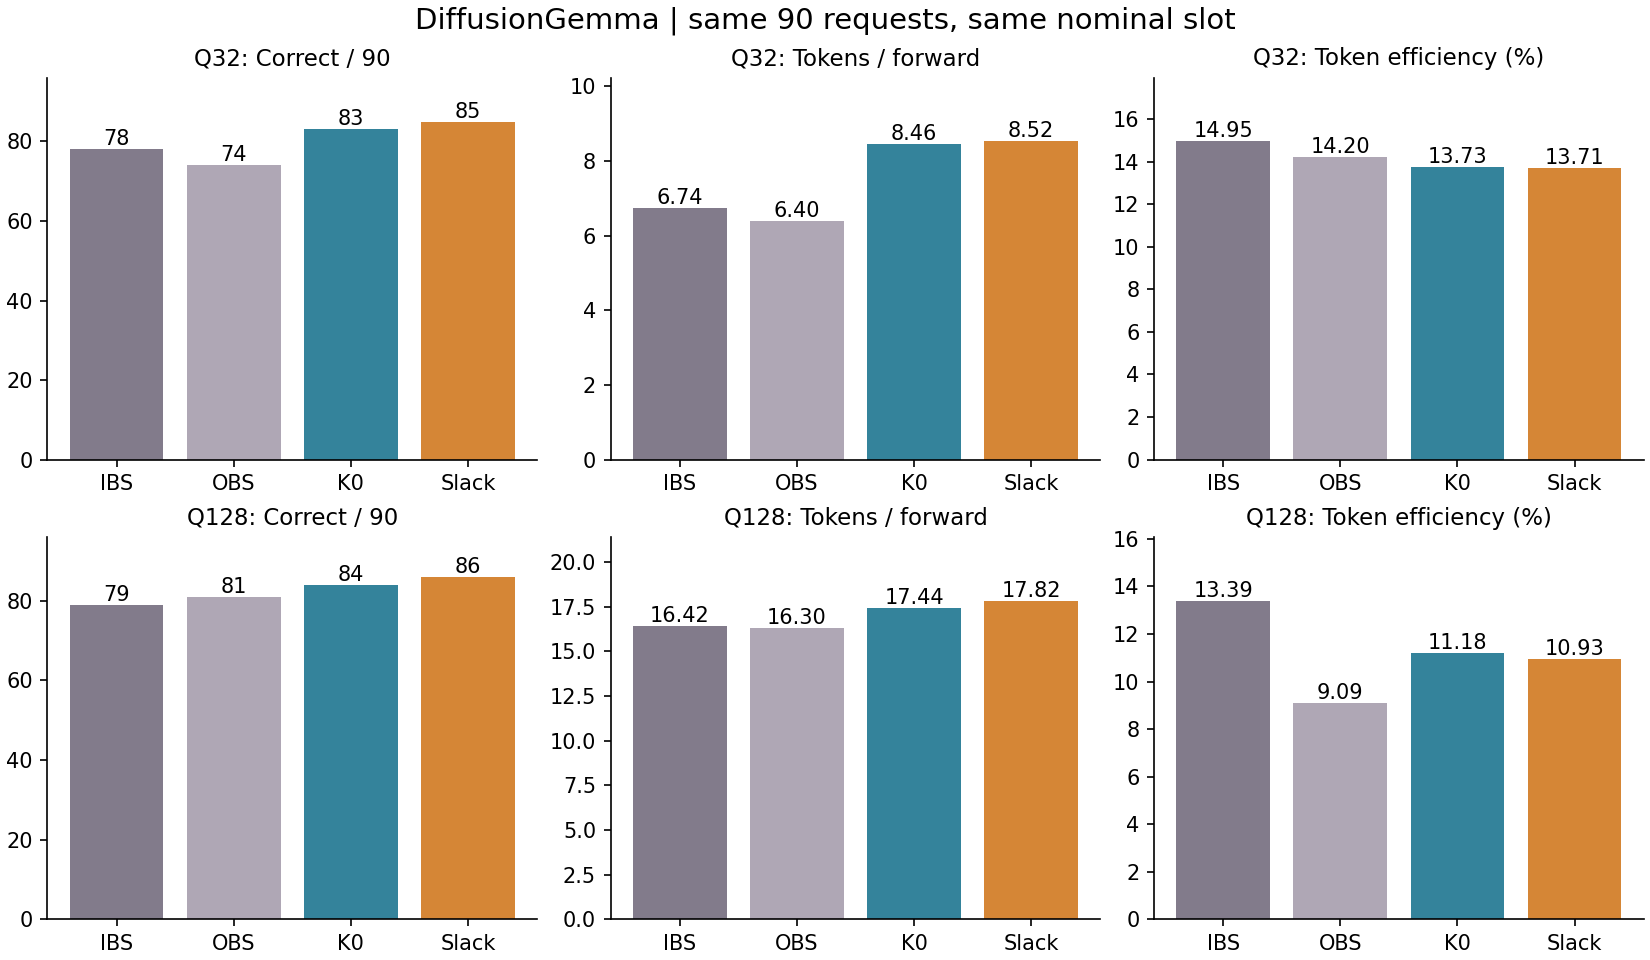 DiffusionGemma | same 90 requests, same nominal slot
Q32: Correct / 90
80
60
40
20
0
78
74
83
85
IBS
OBS
K0
Slack
Q32: Tokens / forward
10
8
6
4
2
0
6.74
6.40
8.46
8.52
IBS
OBS
K0
Slack
Q32: Token efficiency (%)
16
14
12
10
8
6
4
2
0
14.95
14.20
13.73
13.71
IBS
OBS
K0
Slack
Q128: Correct / 90
80
60
40
20
0
79
81
84
86
IBS
OBS
K0
Slack
Q128: Tokens / forward
20.0
17.5
15.0
12.5
10.0
7.5
5.0
2.5
0.0
16.42
16.30
17.44
17.82
IBS
OBS
K0
Slack
Q128: Token efficiency (%)
16
14
12
10
8
6
4
2
0
13.39
9.09
11.18
10.93
IBS
OBS
K0
Slack